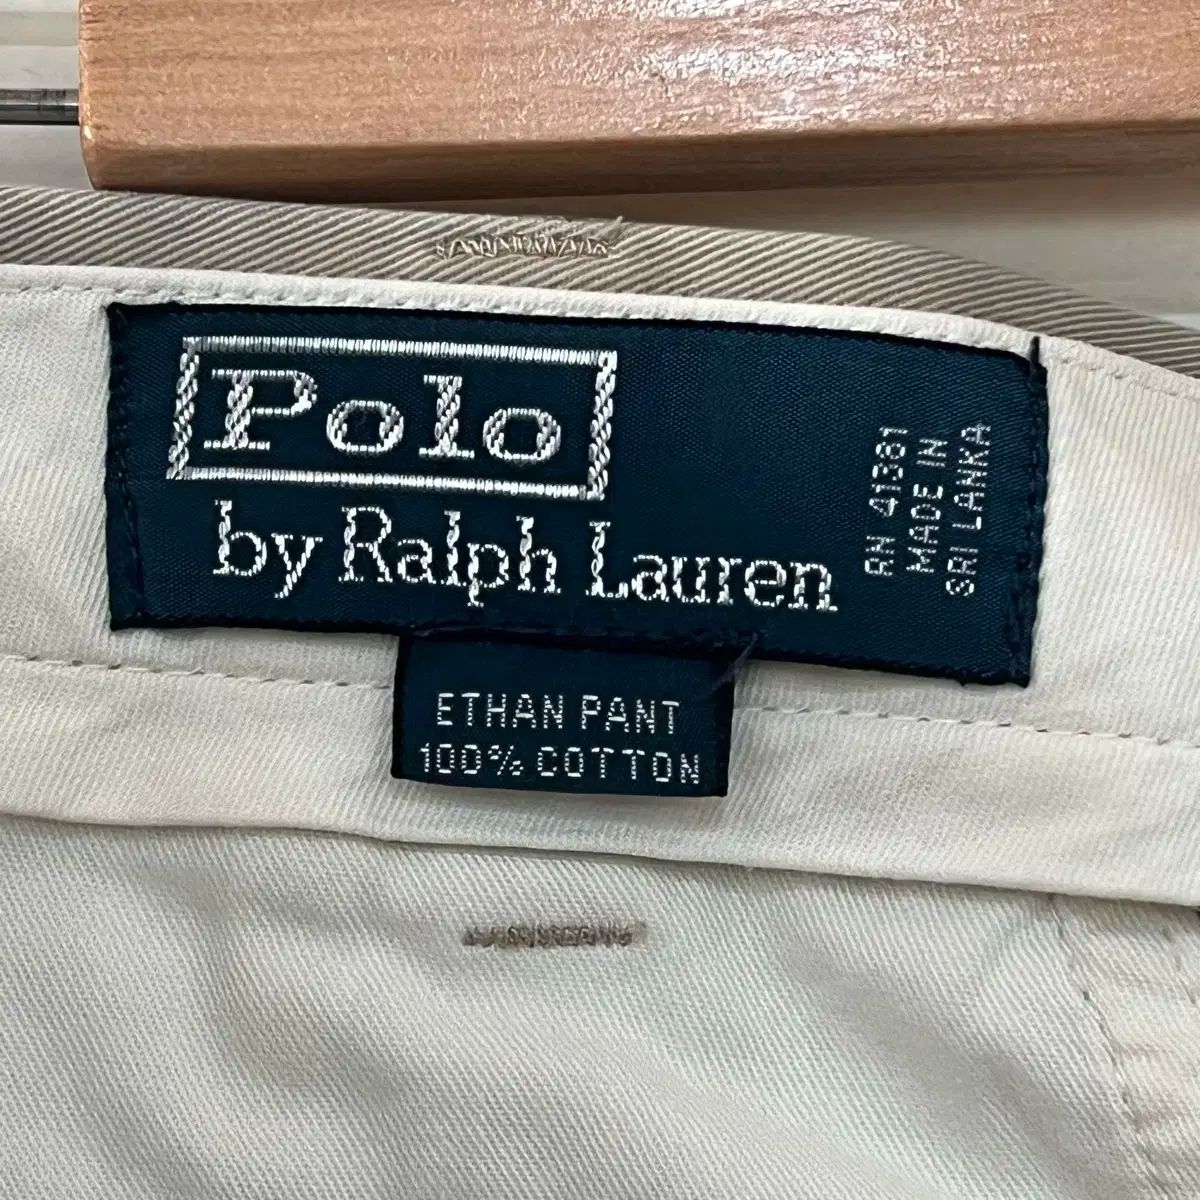 Polo
by Ralph Lauren
RN 41381
MADE IN
SRI LANKA
ETHAN PANT
100% COTTON